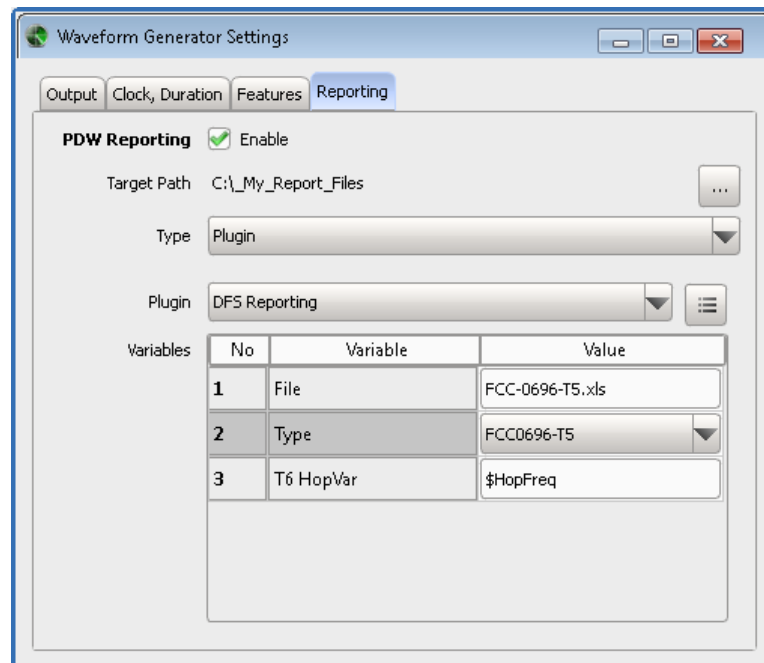 Waveform Generator Settings
Output Clock, Duration Features Reporting
PDW Reporting Enable
Target Path C:\_My_Report_Files ...
Type Plugin
Plugin DFS Reporting
Variables No Variable Value
1 File FCC-0696-T5.xls
2 Type FCC0696-T5
3 T6 HopVar $HopFreq